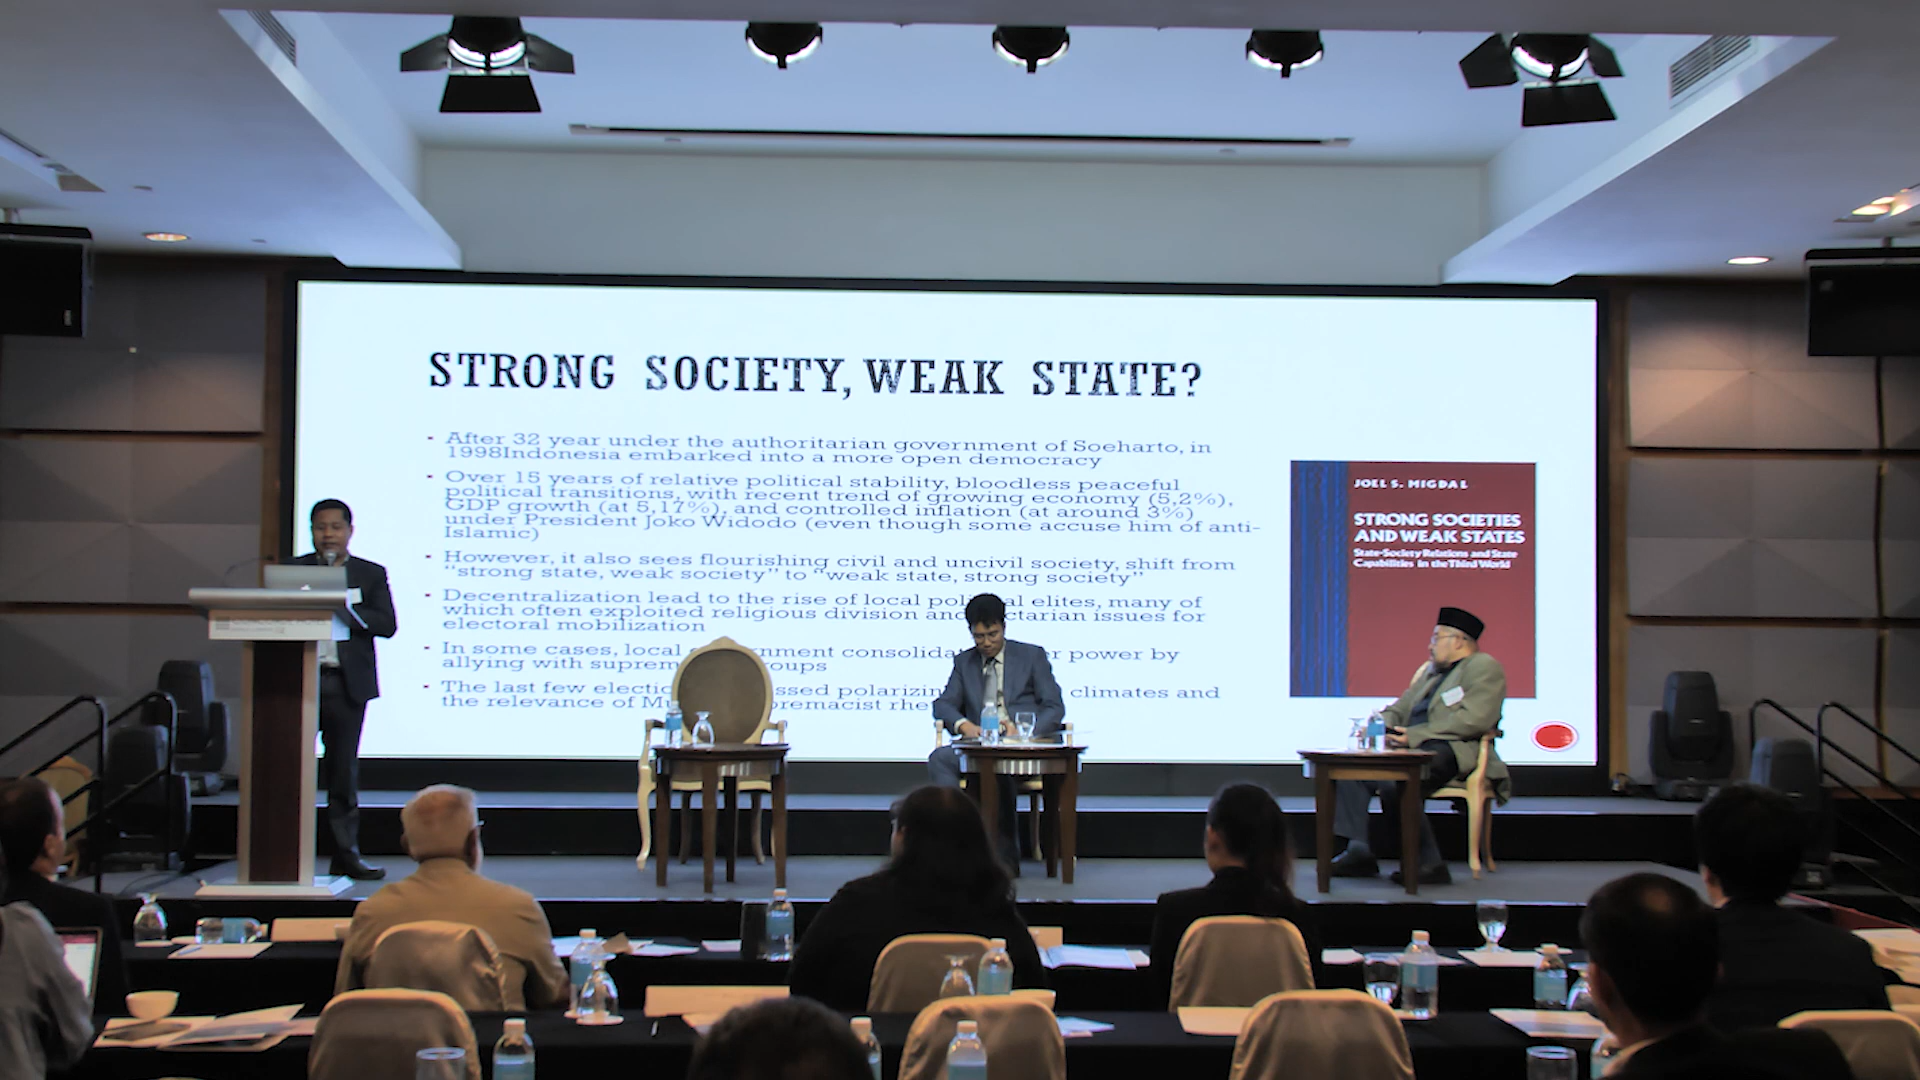 STRONG SOCIETY, WEAK STATE?
After 32 year under the authoritarian government of Soeharto, in
1998Indonesia embarked into a more open democracy
Over 15 years of relative political stability, bloodless peaceful
political transitions, with recent trend of growing economy (5,2%),
GDP growth (at 5,17%), and controlled inflation (at around 3%)
under President Joko Widodo (even though some accuse him of anti-
Islamic)
However, it also sees flourishing civil and uncivil society, shift from
"strong state, weak society" to "weak state, strong society"
Decentralization lead to the rise of local elites, many of
which often exploited religious division issues for
electoral mobilization
In some cases, local power by
allying with
The last few climates and
the relevance of
JOEL S. MIGDAL
STRONG SOCIETIES
AND WEAK STATES
State-Society Relations and State
Capabilities in the Third World